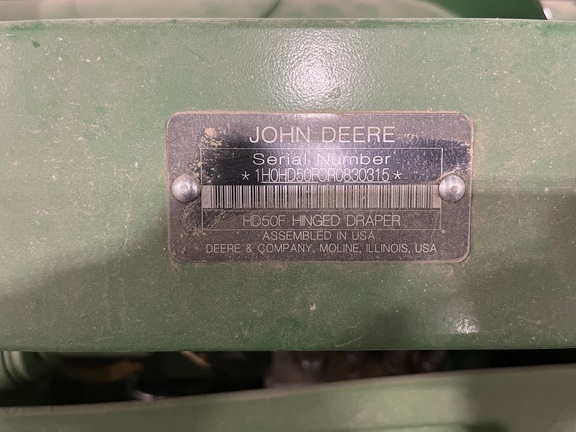 JOHN DEERE
Serial Number
* 1H0HD50FCR0830315 *
HD50F HINGED DRAPER
ASSEMBLED IN USA
DEERE & COMPANY, MOLINE, ILLINOIS, USA